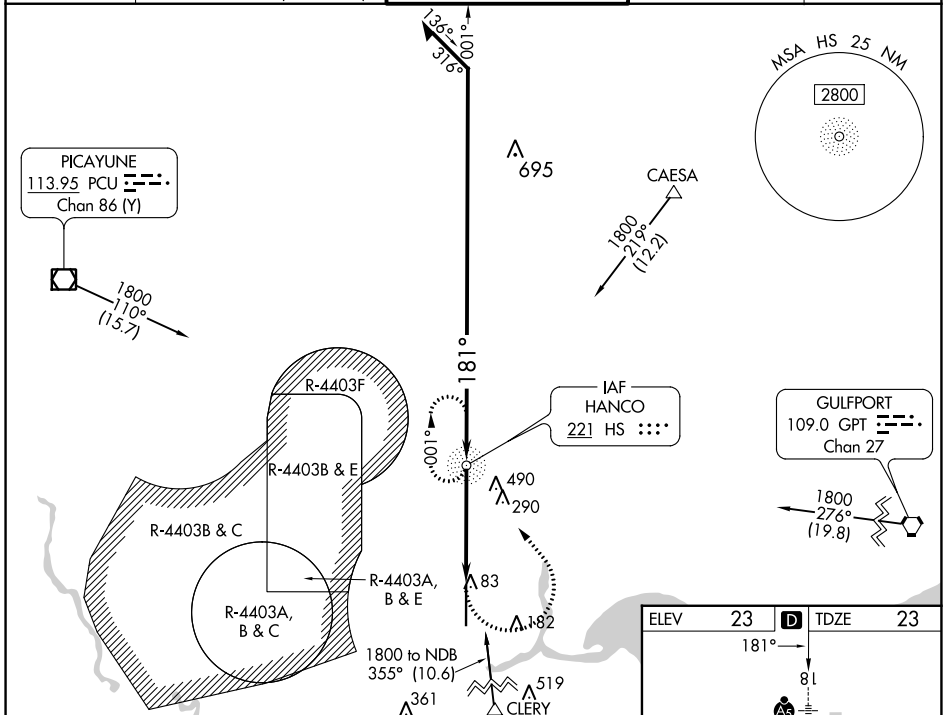 136°
316°
001°
MSA HS 25 NM
2800
695
CAESA
1800
219°
(12.2)
PICAYUNE
113.95 PCU
Chan 86 (Y)
1800
110°
(15.7)
181°
R-4403F
IAF
HANCO
221 HS
GULFPORT
109.0 GPT
Chan 27
001°
R-4403B & E
490
290
1800
276°
(19.8)
R-4403B & C
R-4403A,
B & E
83
R-4403A,
B & C
182
1800 to NDB
355° (10.6)
519
361
CLERY
ELEV 23 D TDZE 23
181°
18
A5